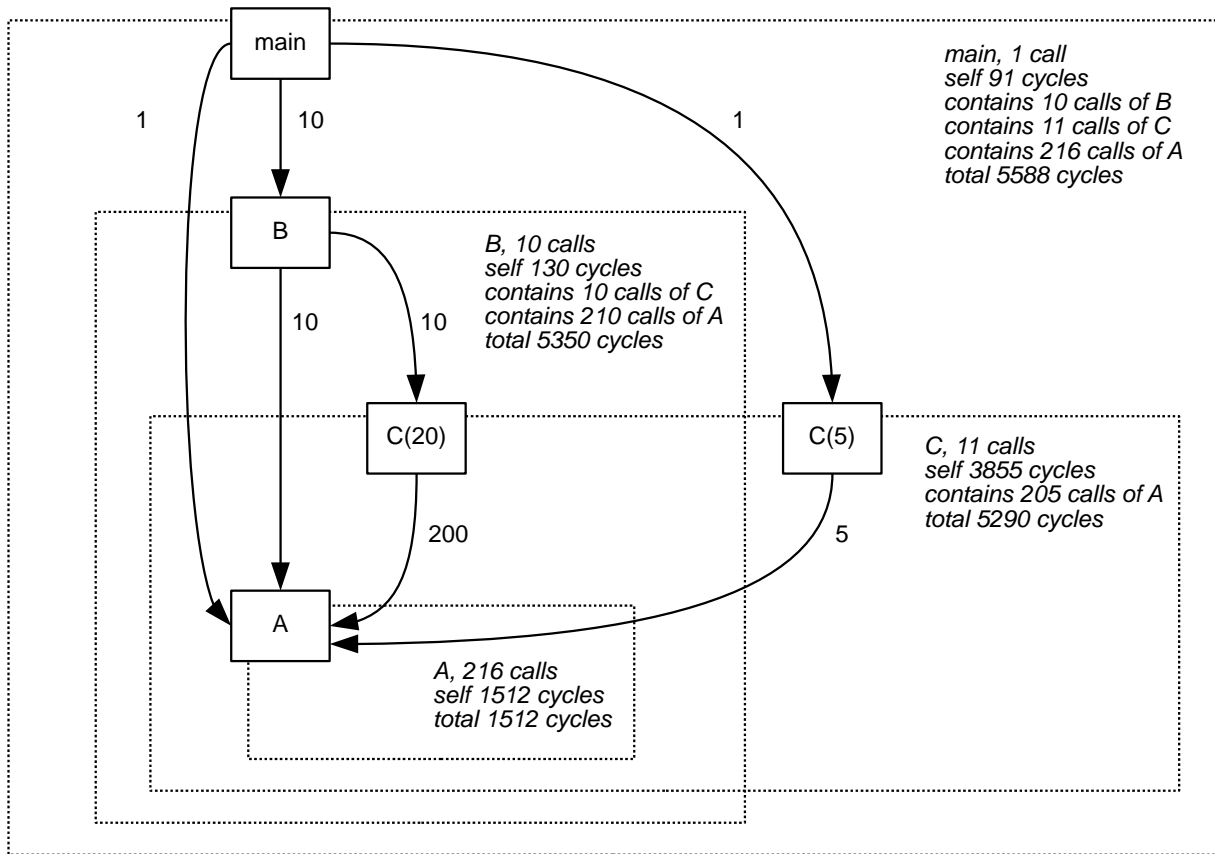 main
main, 1 call
self 91 cycles
contains 10 calls of B
contains 11 calls of C
contains 216 calls of A
total 5588 cycles
1
10
1
B
B, 10 calls
self 130 cycles
contains 10 calls of C
contains 210 calls of A
total 5350 cycles
10
10
C(20)
C(5)
C, 11 calls
self 3855 cycles
contains 205 calls of A
total 5290 cycles
200
5
A
A, 216 calls
self 1512 cycles
total 1512 cycles